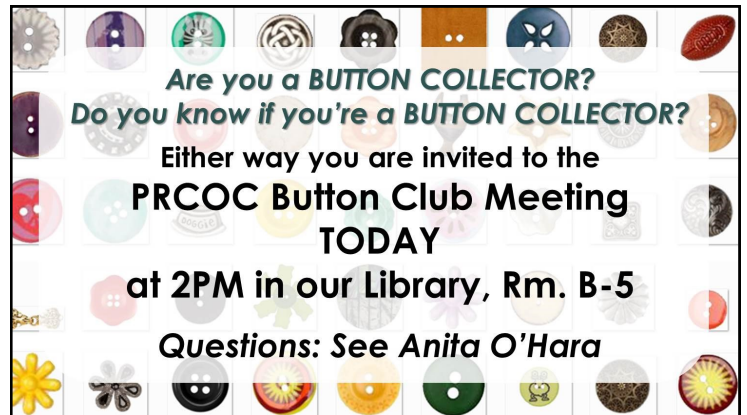 Are you a BUTTON COLLECTOR?
Do you know if you’re a BUTTON COLLECTOR?
Either way you are invited to the
PRCOC Button Club Meeting
TODAY
at 2PM in our Library, Rm. B-5
Questions: See Anita O’Hara
DOGGIE